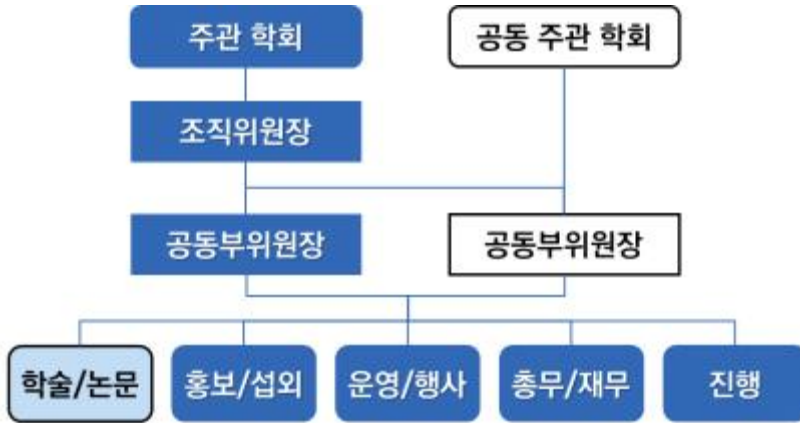 주관 학회
공동 주관 학회
조직위원장
공동부위원장
공동부위원장
학술/논문
홍보/섭외
운영/행사
총무/재무
진행